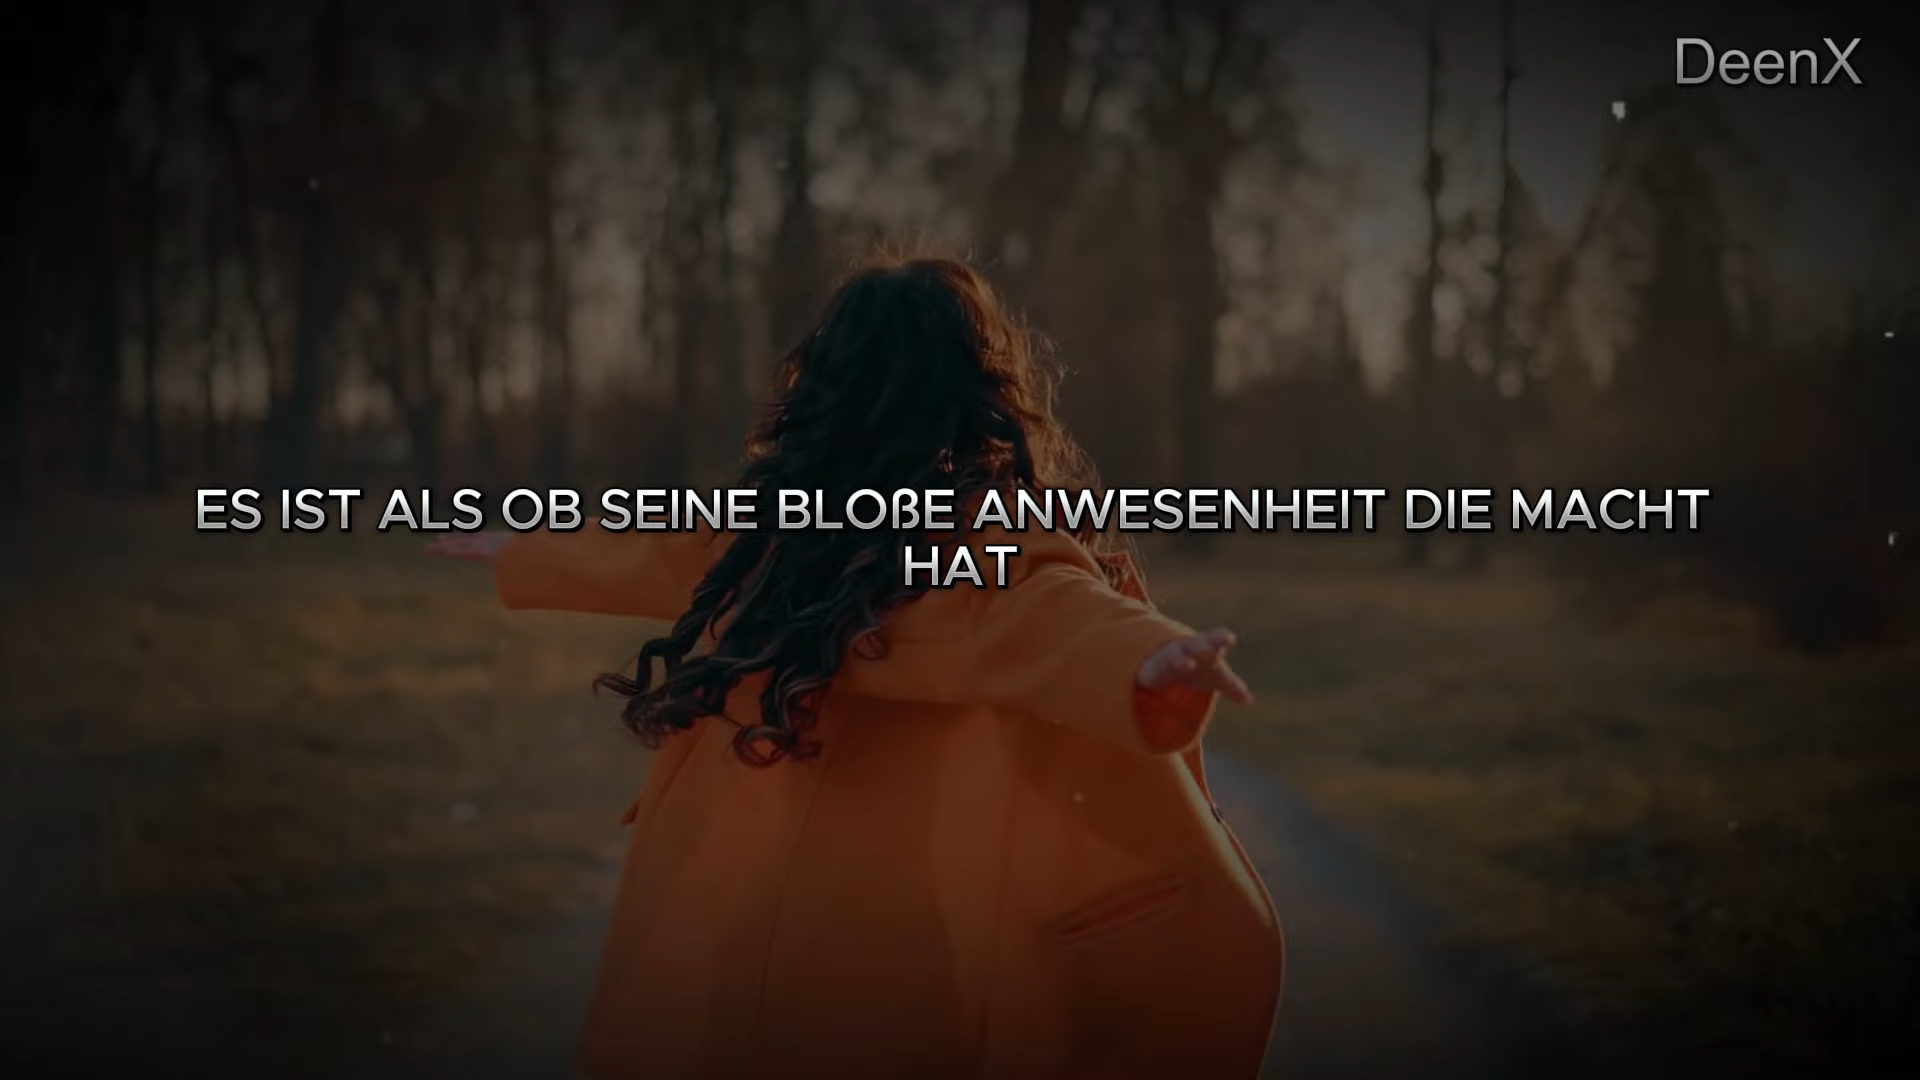 DeenX
ES IST ALS OB SEINE BLOßE ANWESENHEIT DIE MACHT
HAT